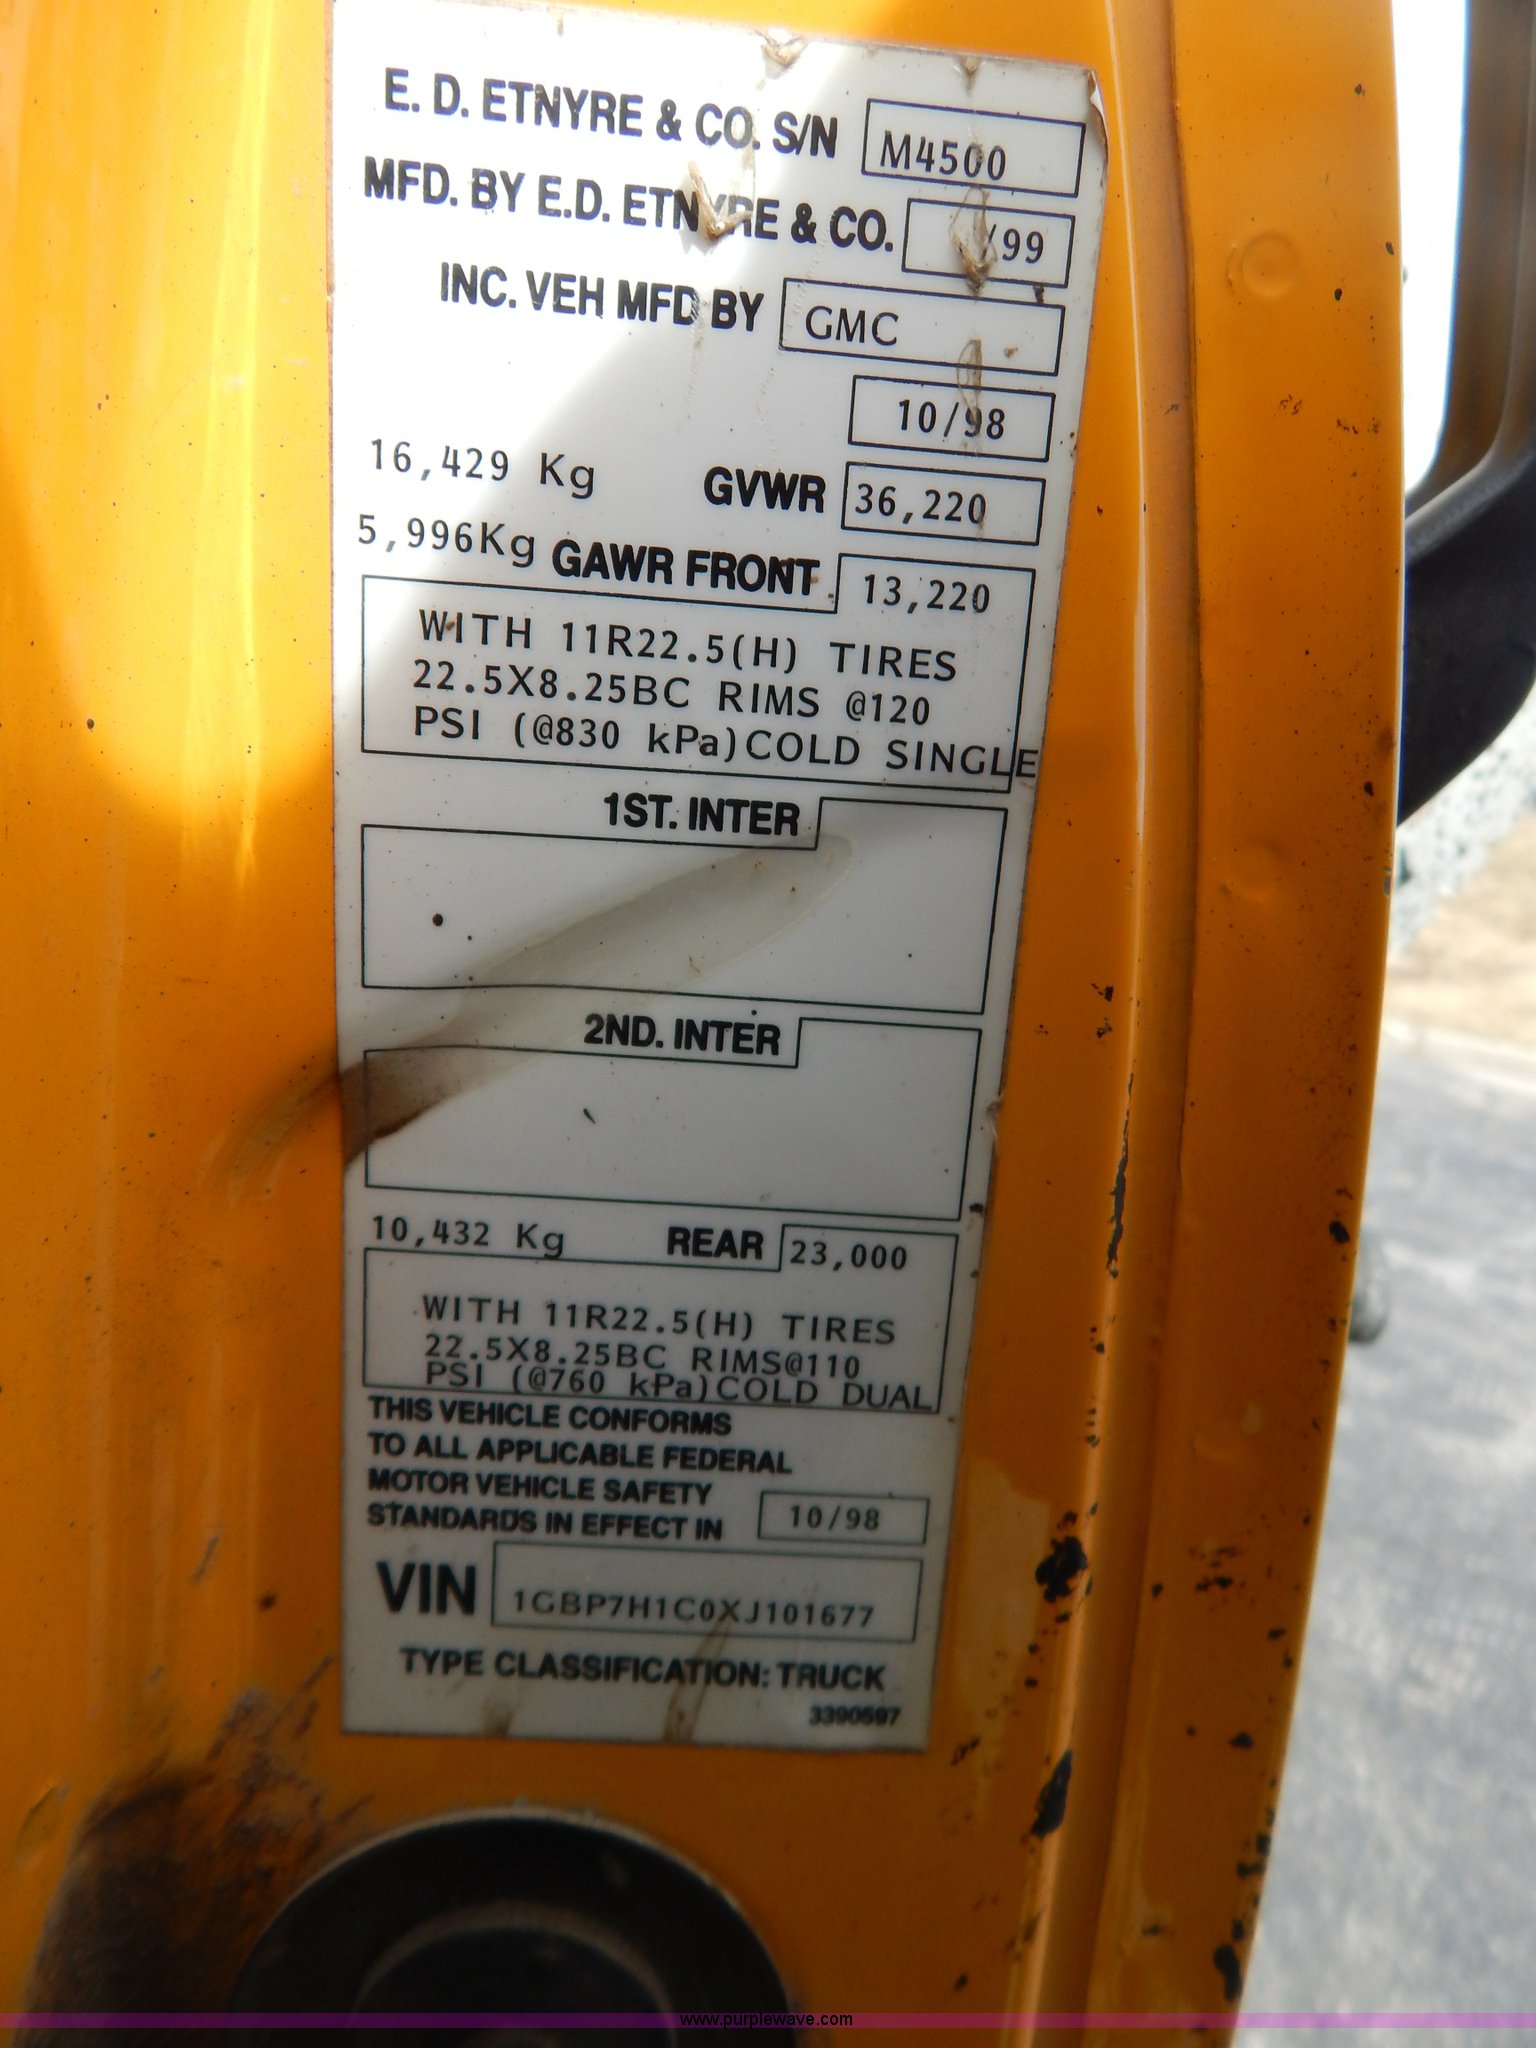 E. D. ETNYRE & CO. S/N M4500
MFD. BY E.D. ETNYRE & CO. /99
INC. VEH MFD BY GMC
10/98
16,429 Kg GVWR 36,220
5,996Kg GAWR FRONT 13,220
WITH 11R22.5(H) TIRES
22.5X8.25BC RIMS @120
PSI (@830 kPa)COLD SINGLE
1ST. INTER
2ND. INTER
10,432 Kg REAR 23,000
WITH 11R22.5(H) TIRES
22.5X8.25BC RIMS@110
PSI (@760 kPa)COLD DUAL
THIS VEHICLE CONFORMS
TO ALL APPLICABLE FEDERAL
MOTOR VEHICLE SAFETY
STANDARDS IN EFFECT IN 10/98
VIN 1GBP7H1C0XJ101677
TYPE CLASSIFICATION: TRUCK
3390597
www.purplewave.com